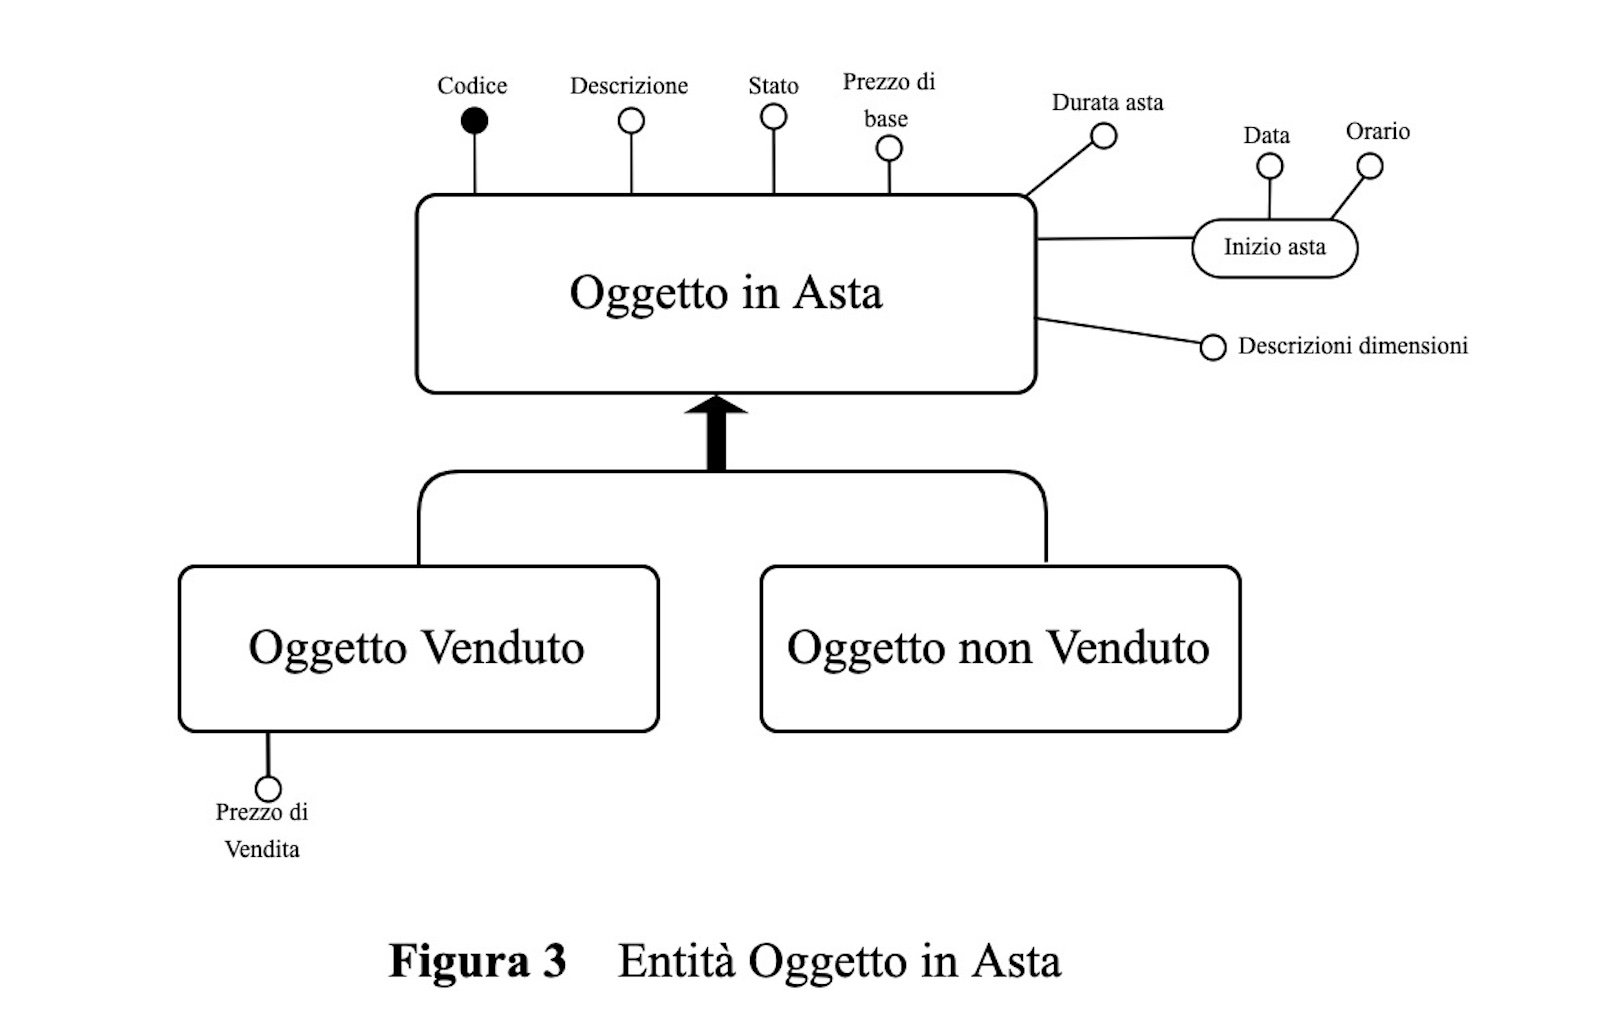 Codice
Descrizione
Stato
Prezzo di
base
Durata asta
Data
Orario
Inizio asta
Oggetto in Asta
Descrizioni dimensioni
Oggetto Venduto
Oggetto non Venduto
Prezzo di
Vendita
Figura 3 Entità Oggetto in Asta